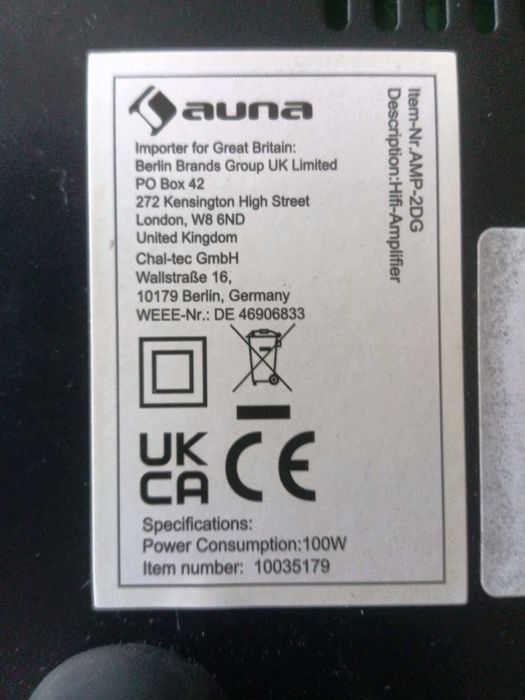 auna
Importer for Great Britain:
Berlin Brands Group UK Limited
PO Box 42
272 Kensington High Street
London, W8 6ND
United Kingdom
Chal-tec GmbH
Wallstraße 16,
10179 Berlin, Germany
WEEE-Nr.: DE 46906833
UK
CA
CE
Specifications:
Power Consumption:100W
Item number: 10035179
Item-Nr.AMP-2DG
Description:Hifi-Amplifier